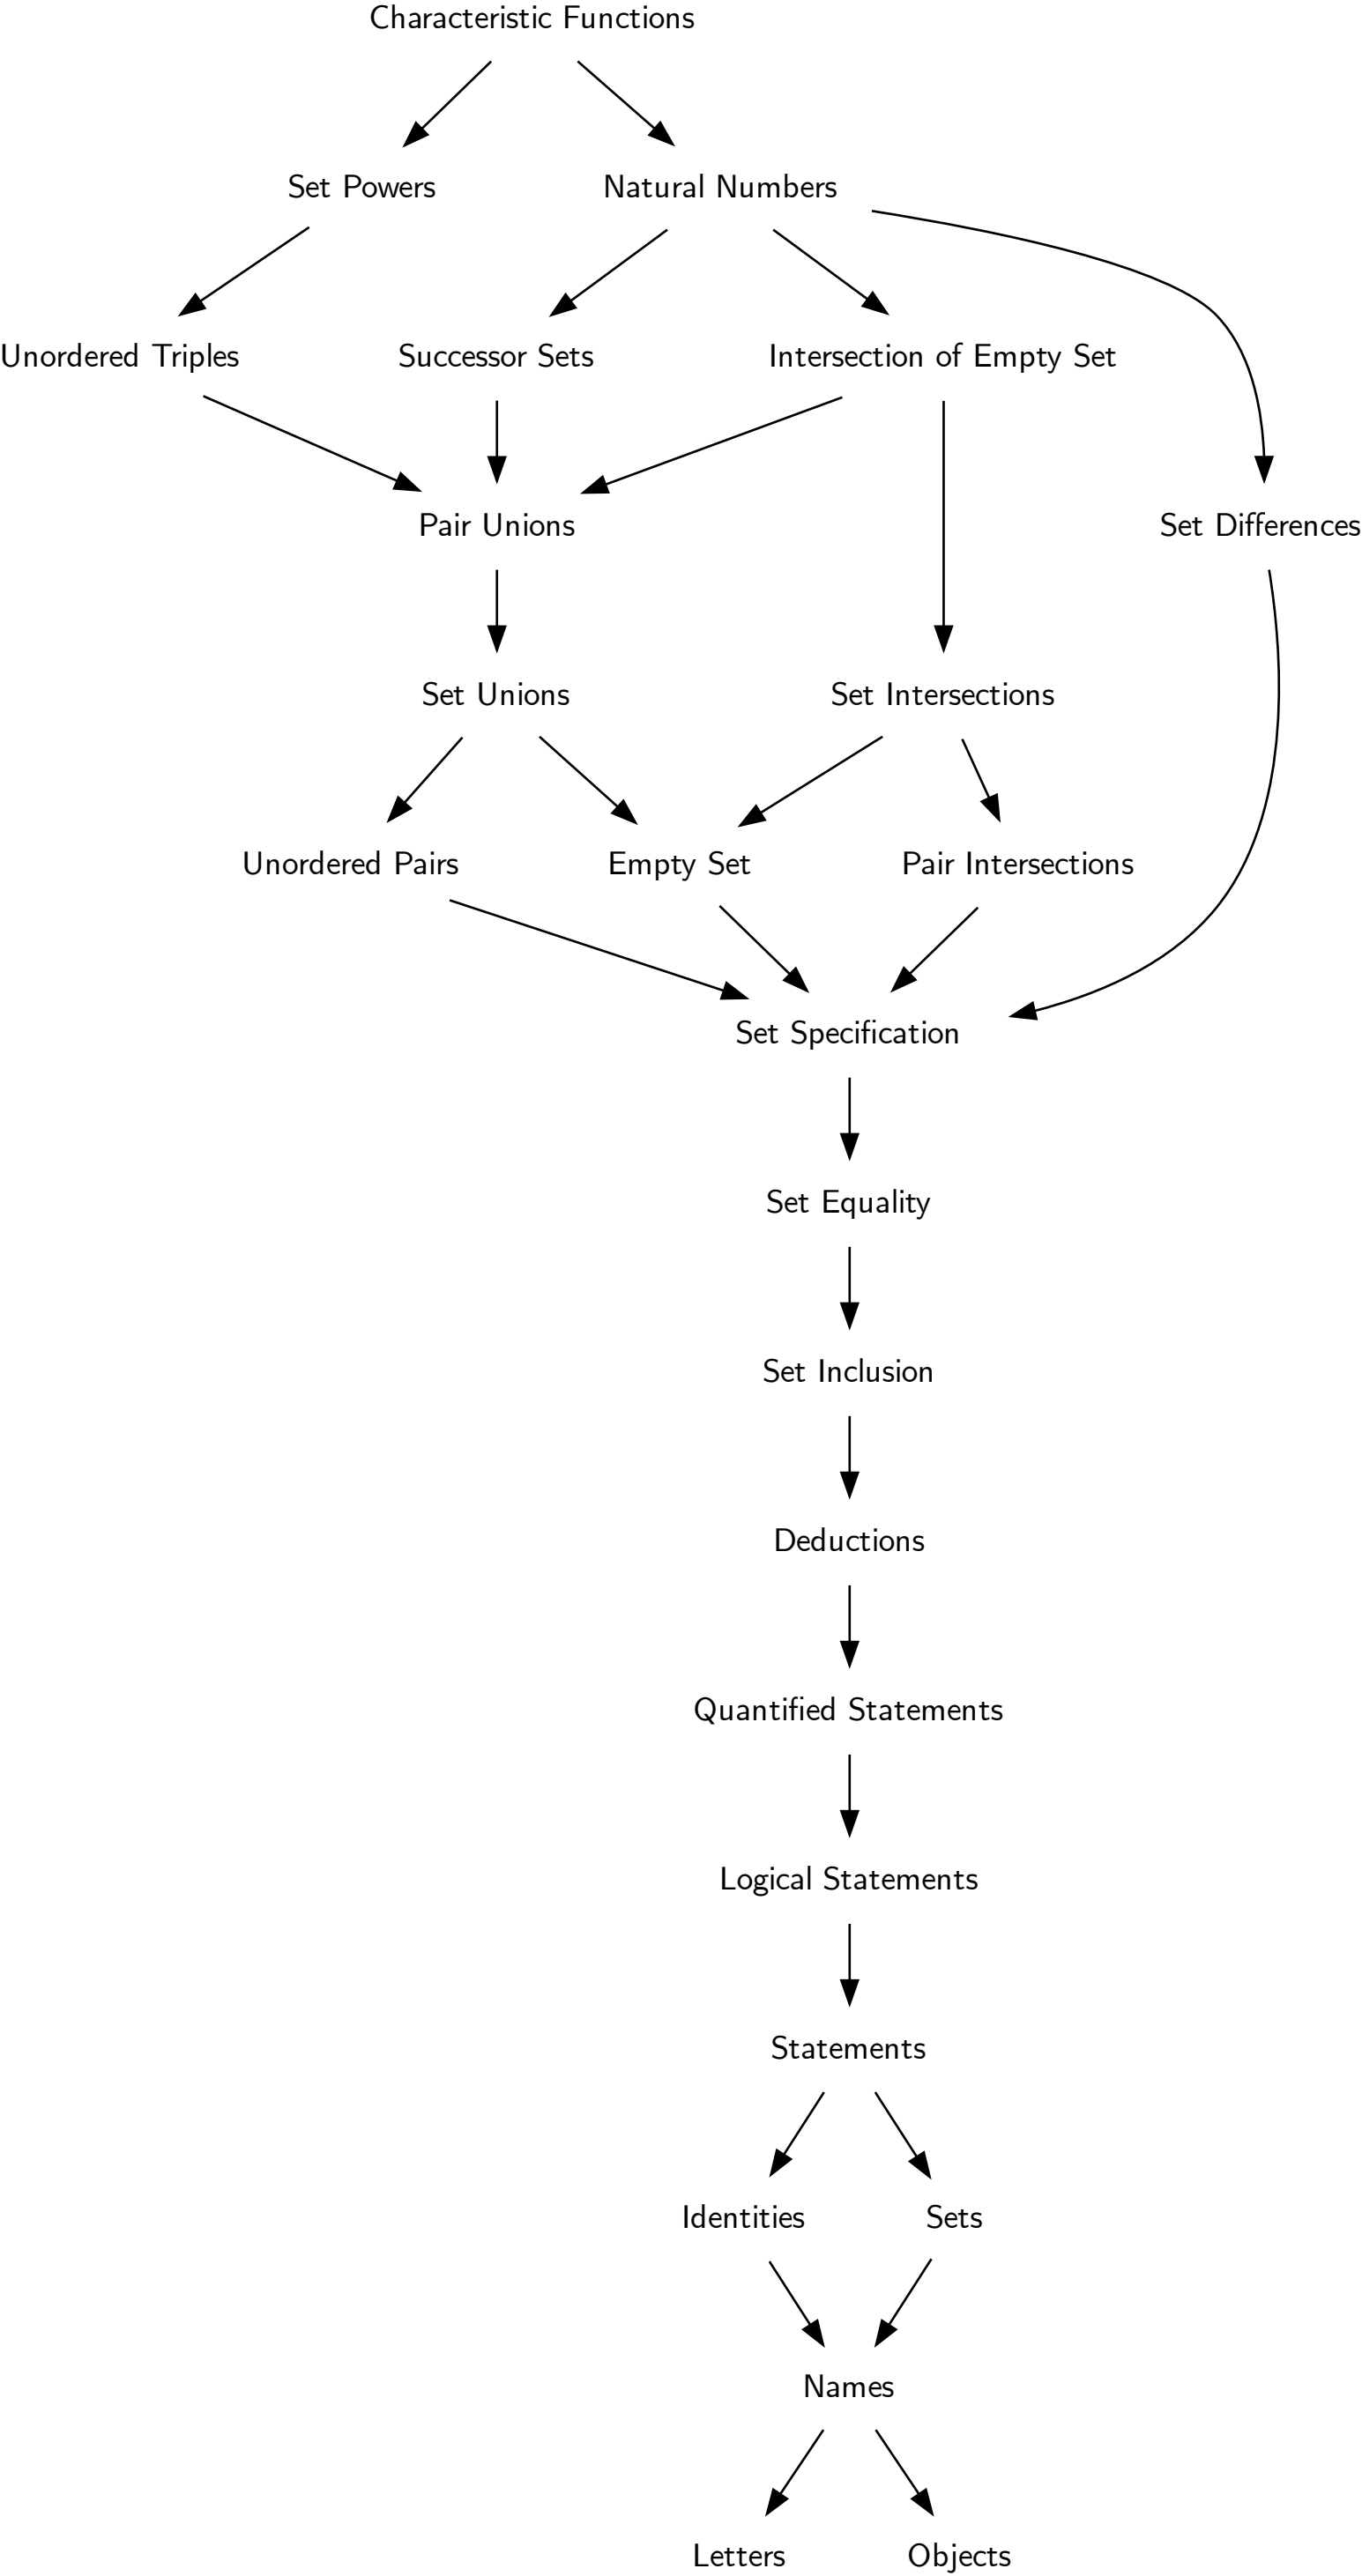 Characteristic Functions
Set Powers
Natural Numbers
Unordered Triples
Successor Sets
Intersection of Empty Set
Pair Unions
Set Differences
Set Unions
Set Intersections
Unordered Pairs
Empty Set
Pair Intersections
Set Specification
Set Equality
Set Inclusion
Deductions
Quantified Statements
Logical Statements
Statements
Identities
Sets
Names
Letters
Objects